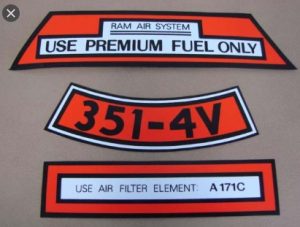 RAM AIR SYSTEM
USE PREMIUM FUEL ONLY
351-4V
USE AIR FILTER ELEMENT: A171C